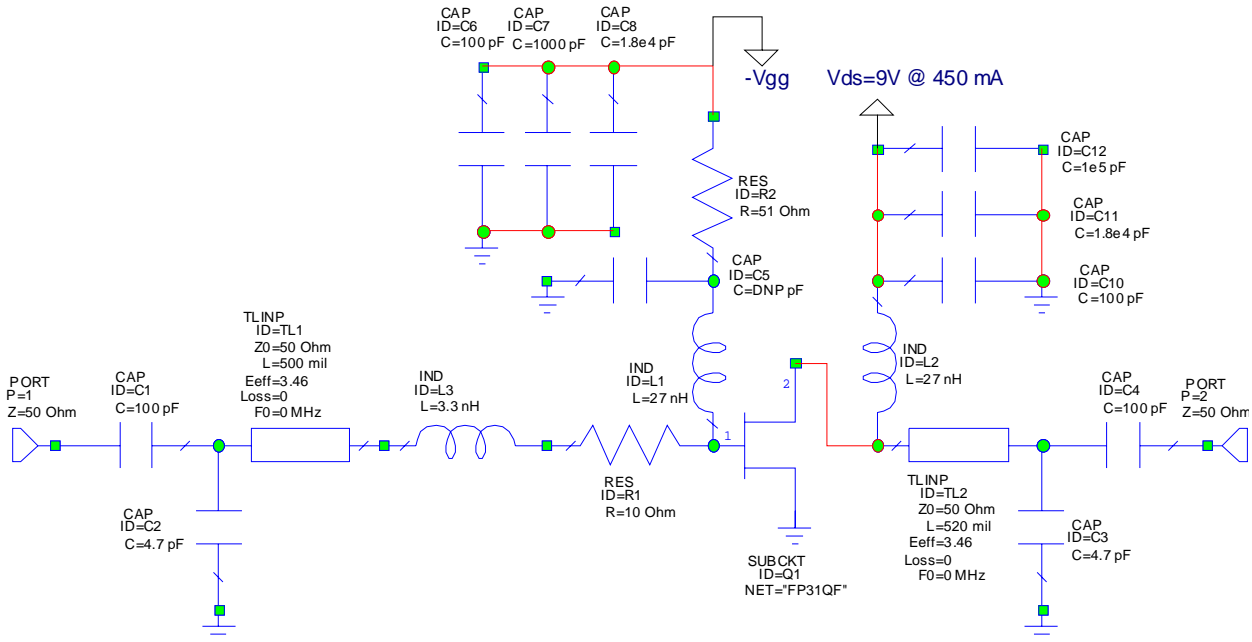 CAP
ID=C6
C=100 pF
CAP
ID=C7
C=1000 pF
CAP
ID=C8
C=1.8e4 pF
-Vgg
Vds=9V @ 450 mA
CAP
ID=C12
C=1e5 pF
RES
ID=R2
R=51 Ohm
CAP
ID=C11
C=1.8e4 pF
CAP
ID=C5
C=DNP pF
CAP
ID=C10
C=100 pF
TLINP
ID=TL1
Z0=50 Ohm
L=500 mil
Eeff=3.46
Loss=0
F0=0 MHz
IND
ID=L1
L=27 nH
IND
ID=L2
L=27 nH
2
PORT
P=1
Z=50 Ohm
CAP
ID=C1
C=100 pF
IND
ID=L3
L=3.3 nH
CAP
ID=C4
C=100 pF
PORT
P=2
Z=50 Ohm
1
RES
ID=R1
R=10 Ohm
TLINP
ID=TL2
Z0=50 Ohm
L=520 mil
Eeff=3.46
Loss=0
F0=0 MHz
CAP
ID=C2
C=4.7 pF
CAP
ID=C3
C=4.7 pF
SUBCKT
ID=Q1
NET="FP31QF"